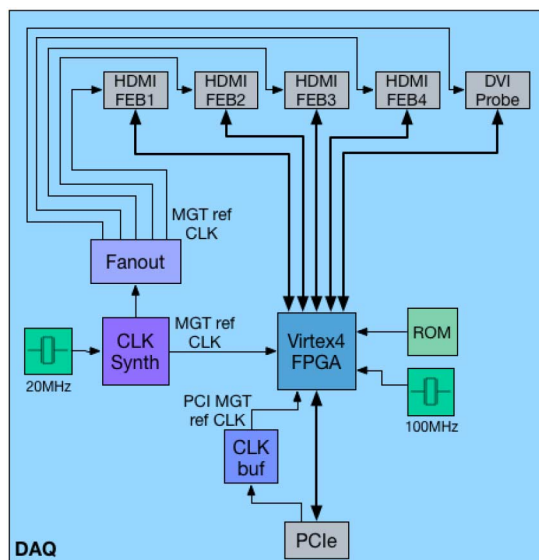 HDMI
FEB1
HDMI
FEB2
HDMI
FEB3
HDMI
FEB4
DVI
Probe
MGT ref
CLK
Fanout
CLK
Synth
MGT ref
CLK
Virtex4
FPGA
ROM
20MHz
100MHz
PCI MGT
ref CLK
CLK
buf
PCIe
DAQ